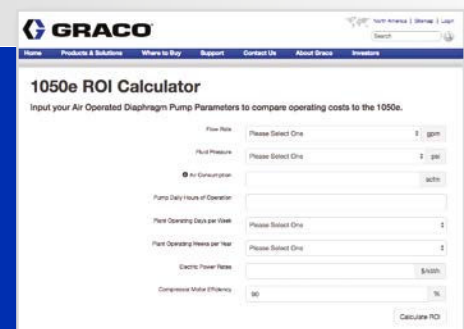 GRACO
North America | Sitemap | Login
Search
Home Products & Solutions Where to Buy Support Contact Us About Graco Investors
1050e ROI Calculator
Input your Air Operated Diaphragm Pump Parameters to compare operating costs to the 1050e.
Flow Rate Please Select One gpm
Fluid Pressure Please Select One psi
Air Consumption scfm
Pump Daily Hours of Operation
Plant Operating Days per Week Please Select One
Plant Operating Weeks per Year Please Select One
Electric Power Rates $/kWh
Compressor Motor Efficiency 90 %
Calculate ROI